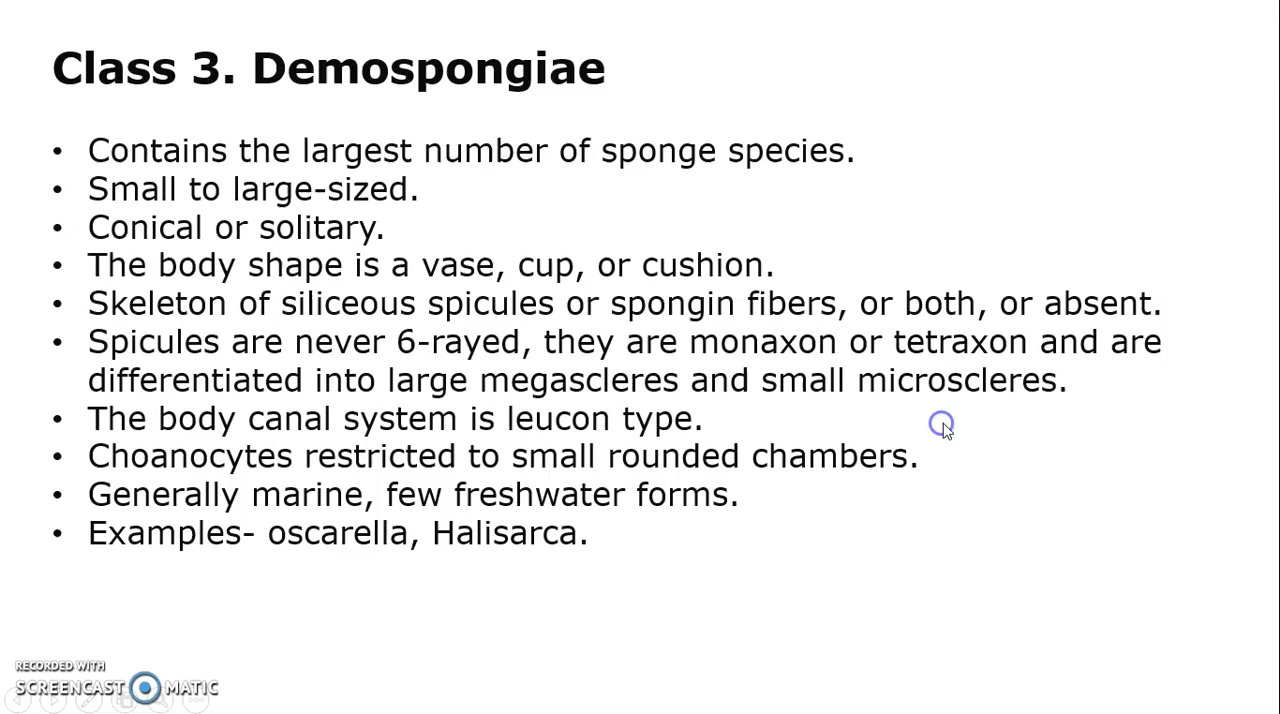 Class 3. Demospongiae
• Contains the largest number of sponge species.
• Small to large-sized.
• Conical or solitary.
• The body shape is a vase, cup, or cushion.
• Skeleton of siliceous spicules or spongin fibers, or both, or absent.
• Spicules are never 6-rayed, they are monaxon or tetraxon and are
differentiated into large megascleres and small microscleres.
• The body canal system is leucon type.
• Choanocytes restricted to small rounded chambers.
• Generally marine, few freshwater forms.
• Examples- oscarella, Halisarca.
RECORDED WITH
SCREENCAST MATIC